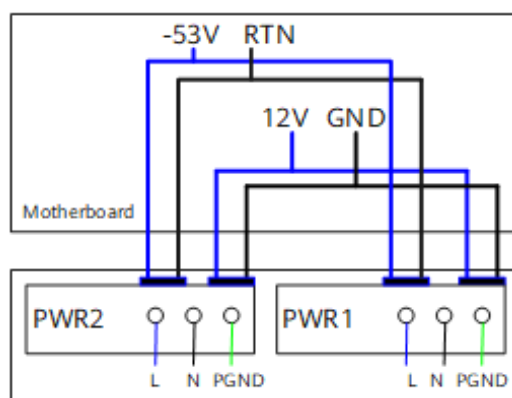 -53V RTN
12V GND
Motherboard
PWR2
PWR1
L N PGND
L N PGND